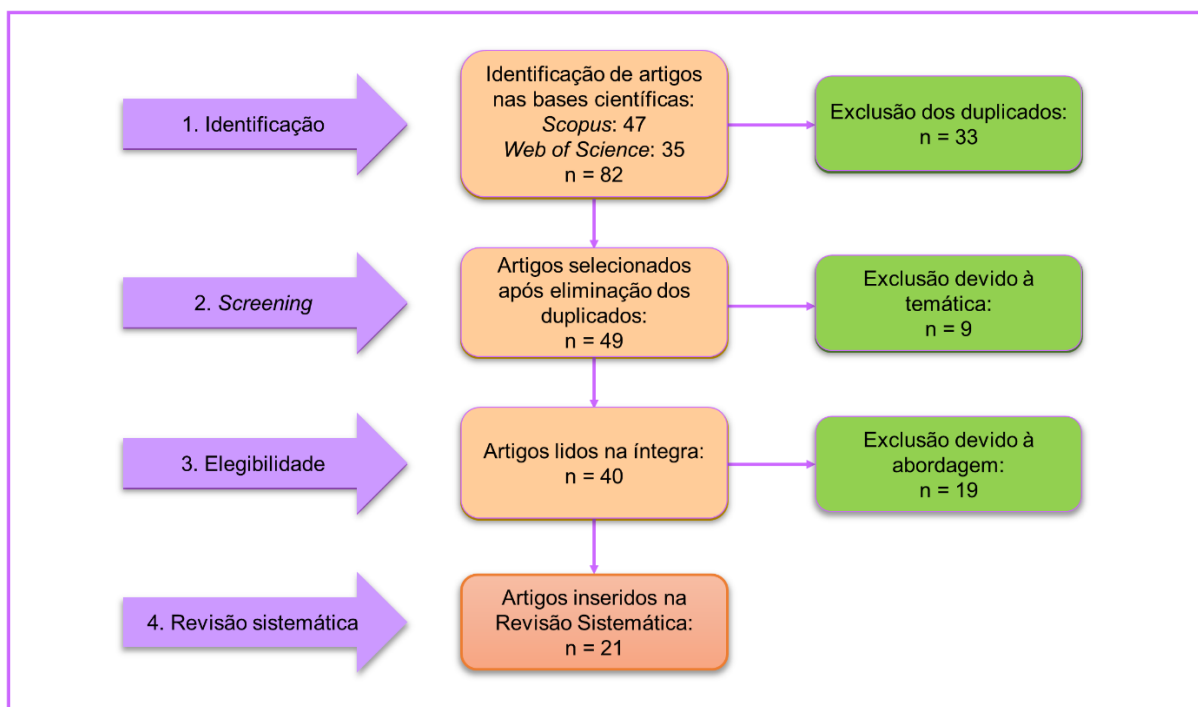 1. Identificação
Identificação de artigos
nas bases científicas:
Scopus: 47
Web of Science: 35
n = 82
Exclusão dos duplicados:
n = 33
2. Screening
Artigos selecionados
após eliminação dos
duplicados:
n = 49
Exclusão devido à
temática:
n = 9
3. Elegibilidade
Artigos lidos na íntegra:
n = 40
Exclusão devido à
abordagem:
n = 19
4. Revisão sistemática
Artigos inseridos na
Revisão Sistemática:
n = 21